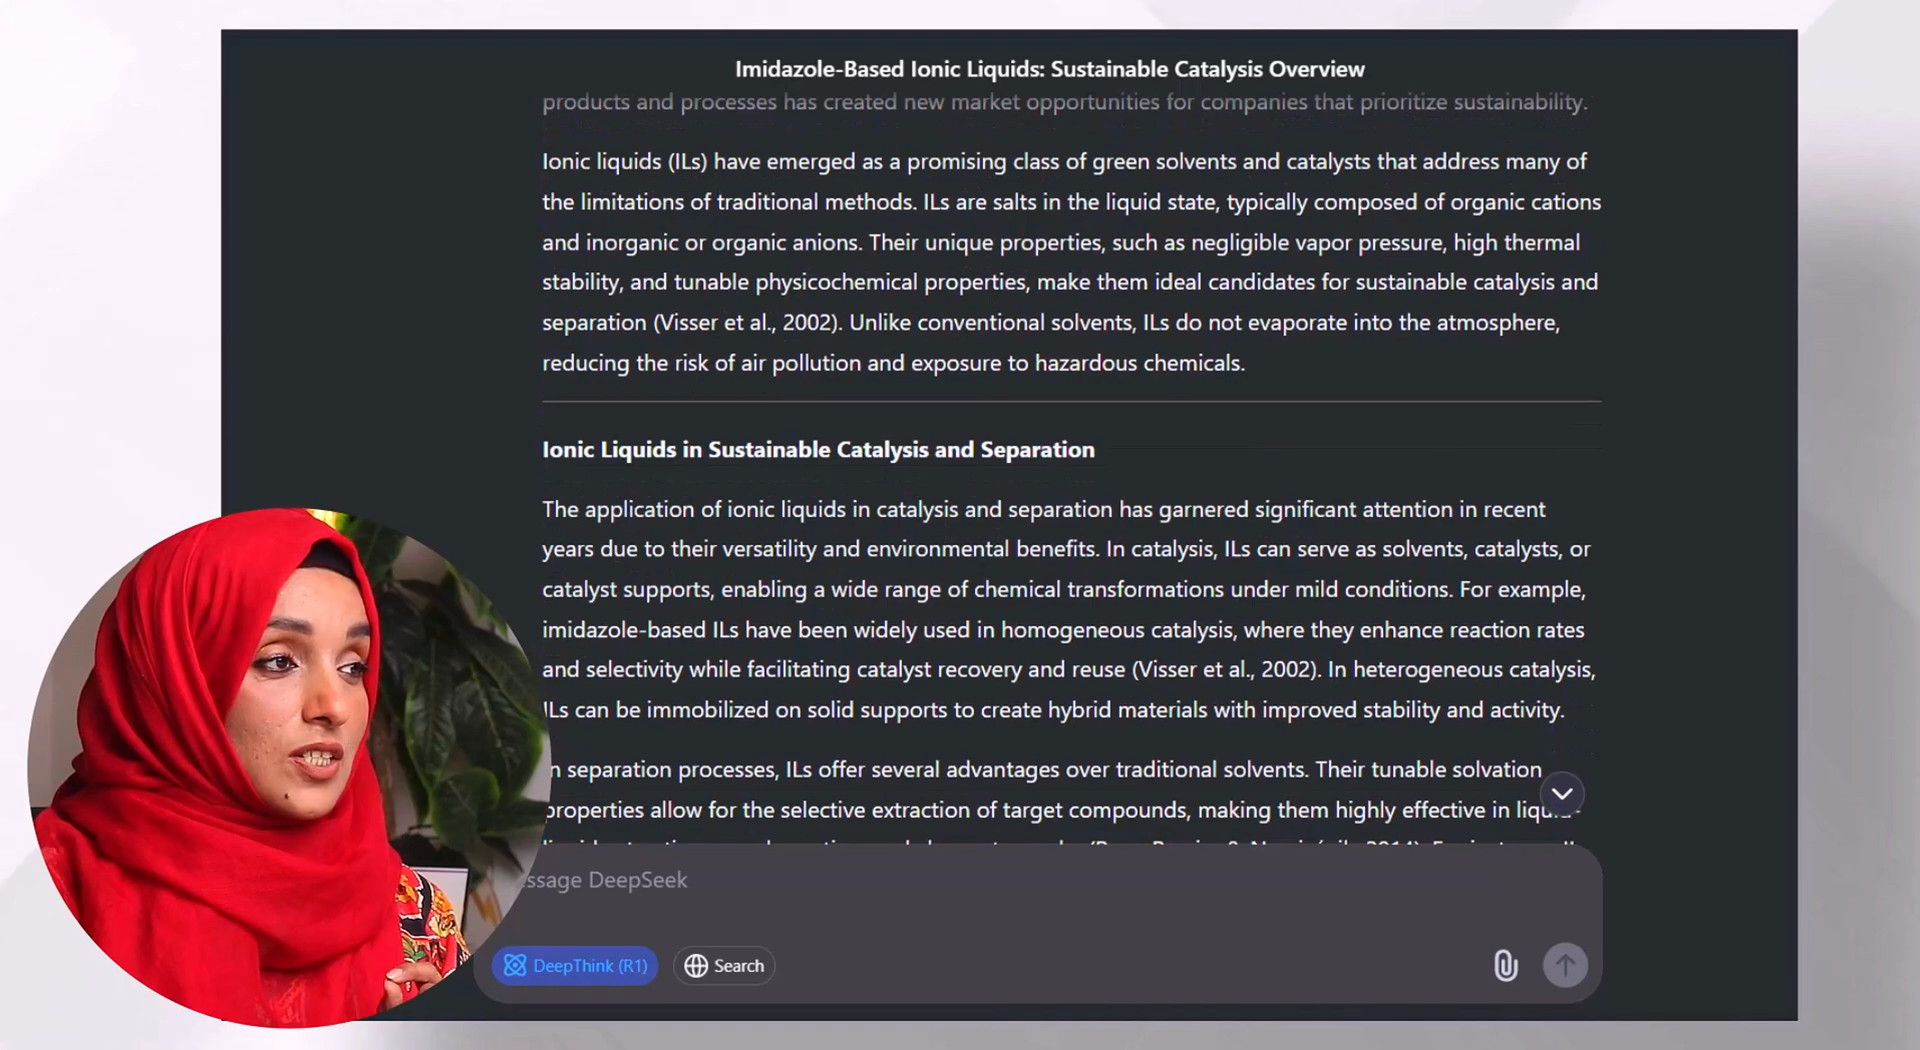 Imidazole-Based Ionic Liquids: Sustainable Catalysis Overview
products and processes has created new market opportunities for companies that prioritize sustainability.
Ionic liquids (ILs) have emerged as a promising class of green solvents and catalysts that address many of
the limitations of traditional methods. ILs are salts in the liquid state, typically composed of organic cations
and inorganic or organic anions. Their unique properties, such as negligible vapor pressure, high thermal
stability, and tunable physicochemical properties, make them ideal candidates for sustainable catalysis and
separation (Visser et al., 2002). Unlike conventional solvents, ILs do not evaporate into the atmosphere,
reducing the risk of air pollution and exposure to hazardous chemicals.
Ionic Liquids in Sustainable Catalysis and Separation
The application of ionic liquids in catalysis and separation has garnered significant attention in recent
years due to their versatility and environmental benefits. In catalysis, ILs can serve as solvents, catalysts, or
catalyst supports, enabling a wide range of chemical transformations under mild conditions. For example,
imidazole-based ILs have been widely used in homogeneous catalysis, where they enhance reaction rates
and selectivity while facilitating catalyst recovery and reuse (Visser et al., 2002). In heterogeneous catalysis,
ILs can be immobilized on solid supports to create hybrid materials with improved stability and activity.
n separation processes, ILs offer several advantages over traditional solvents. Their tunable solvation
properties allow for the selective extraction of target compounds, making them highly effective in
ssage DeepSeek
DeepThink (R1)
Search